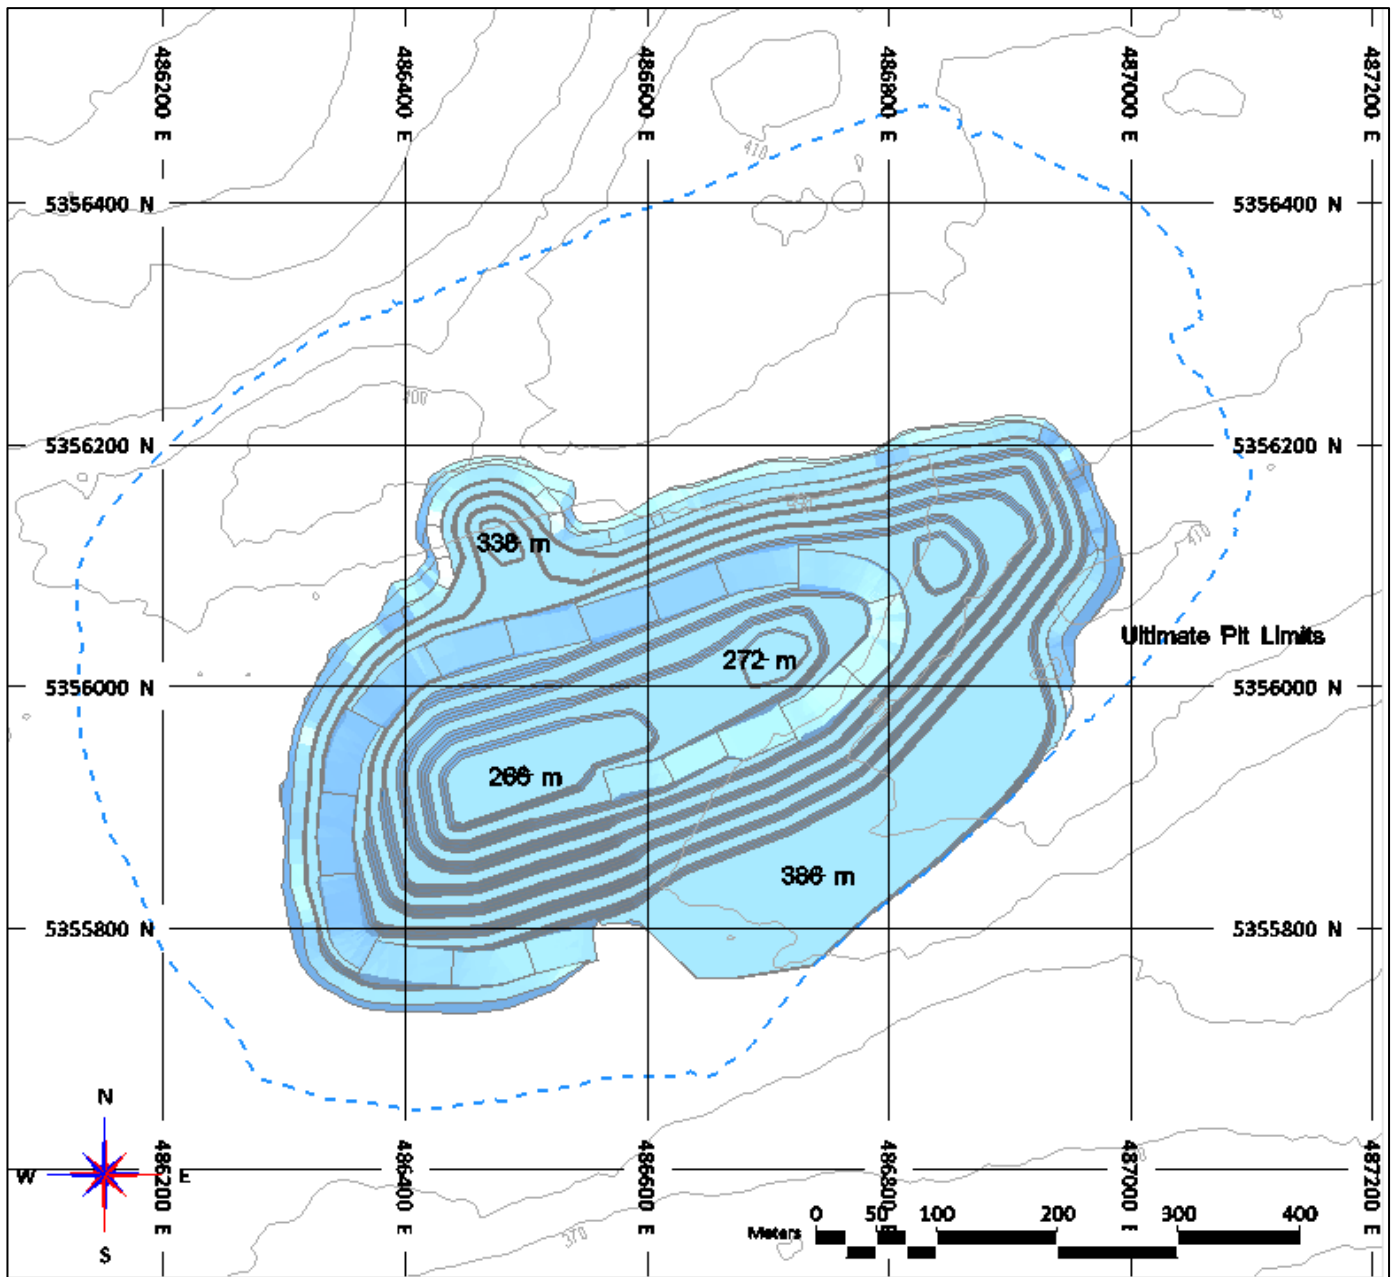 486200 E 486400 E 486600 E 486800 E 487000 E 487200 E
410
5356400 N 5356400 N
400
5356200 N 5356200 N
338 m
410
Ultimate Pit Limits
272 m
5356000 N 5356000 N
386 m
5355800 N 5355800 N
N
W E
S
486200 E 486400 E 486600 E 486800 E 487000 E 487200 E
0 50 100 200 300 400
Meters
370